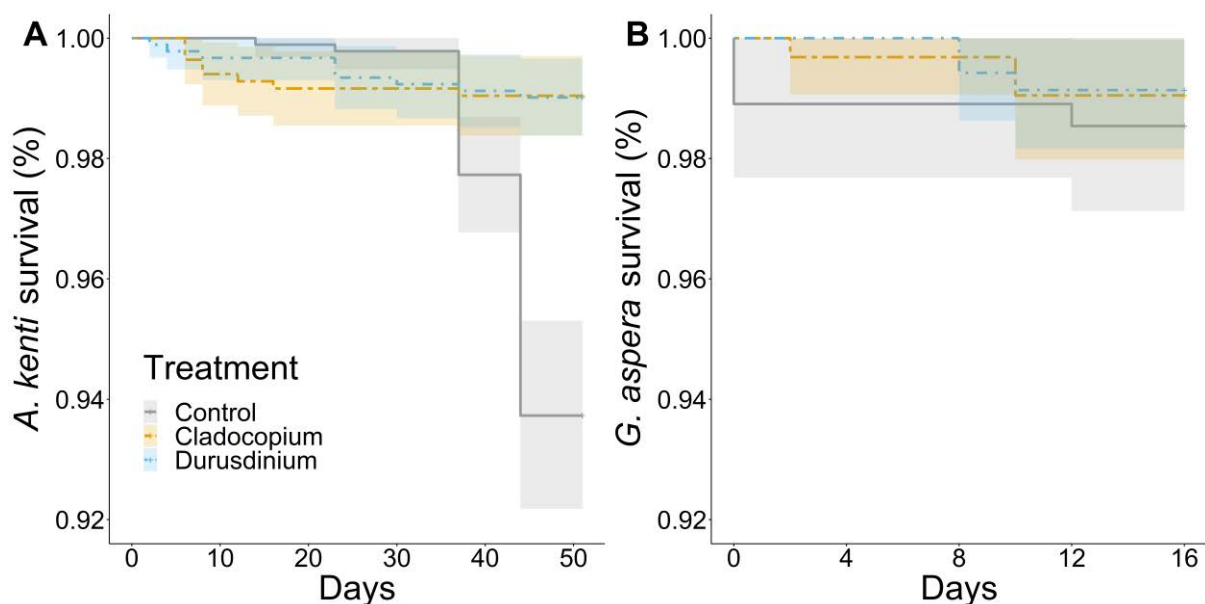 A
A. kenti survival (%)
1.00
0.98
0.96
0.94
0.92
Treatment
Control
Cladocopium
Durusdinium
0 10 20 30 40 50
Days
B
G. aspera survival (%)
1.00
0.98
0.96
0.94
0.92
0 4 8 12 16
Days